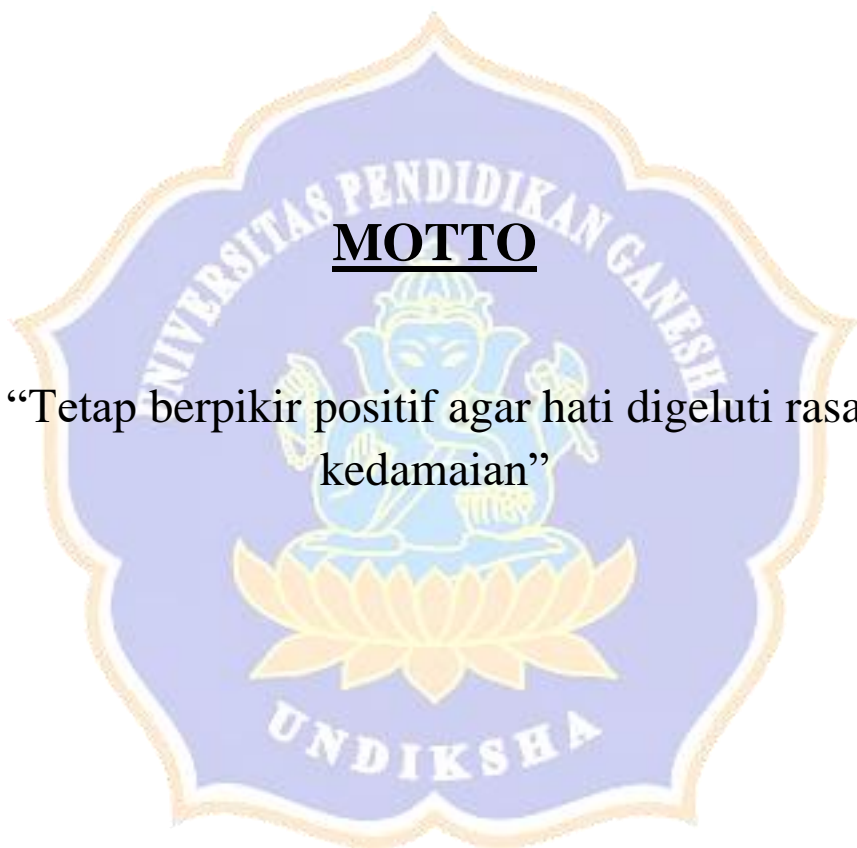 UNIVERSITAS PENDIDIKAN GANESHA
MOTTO
“Tetap berpikir positif agar hati digeluti rasa
kedamaian”
UNDIKSHA